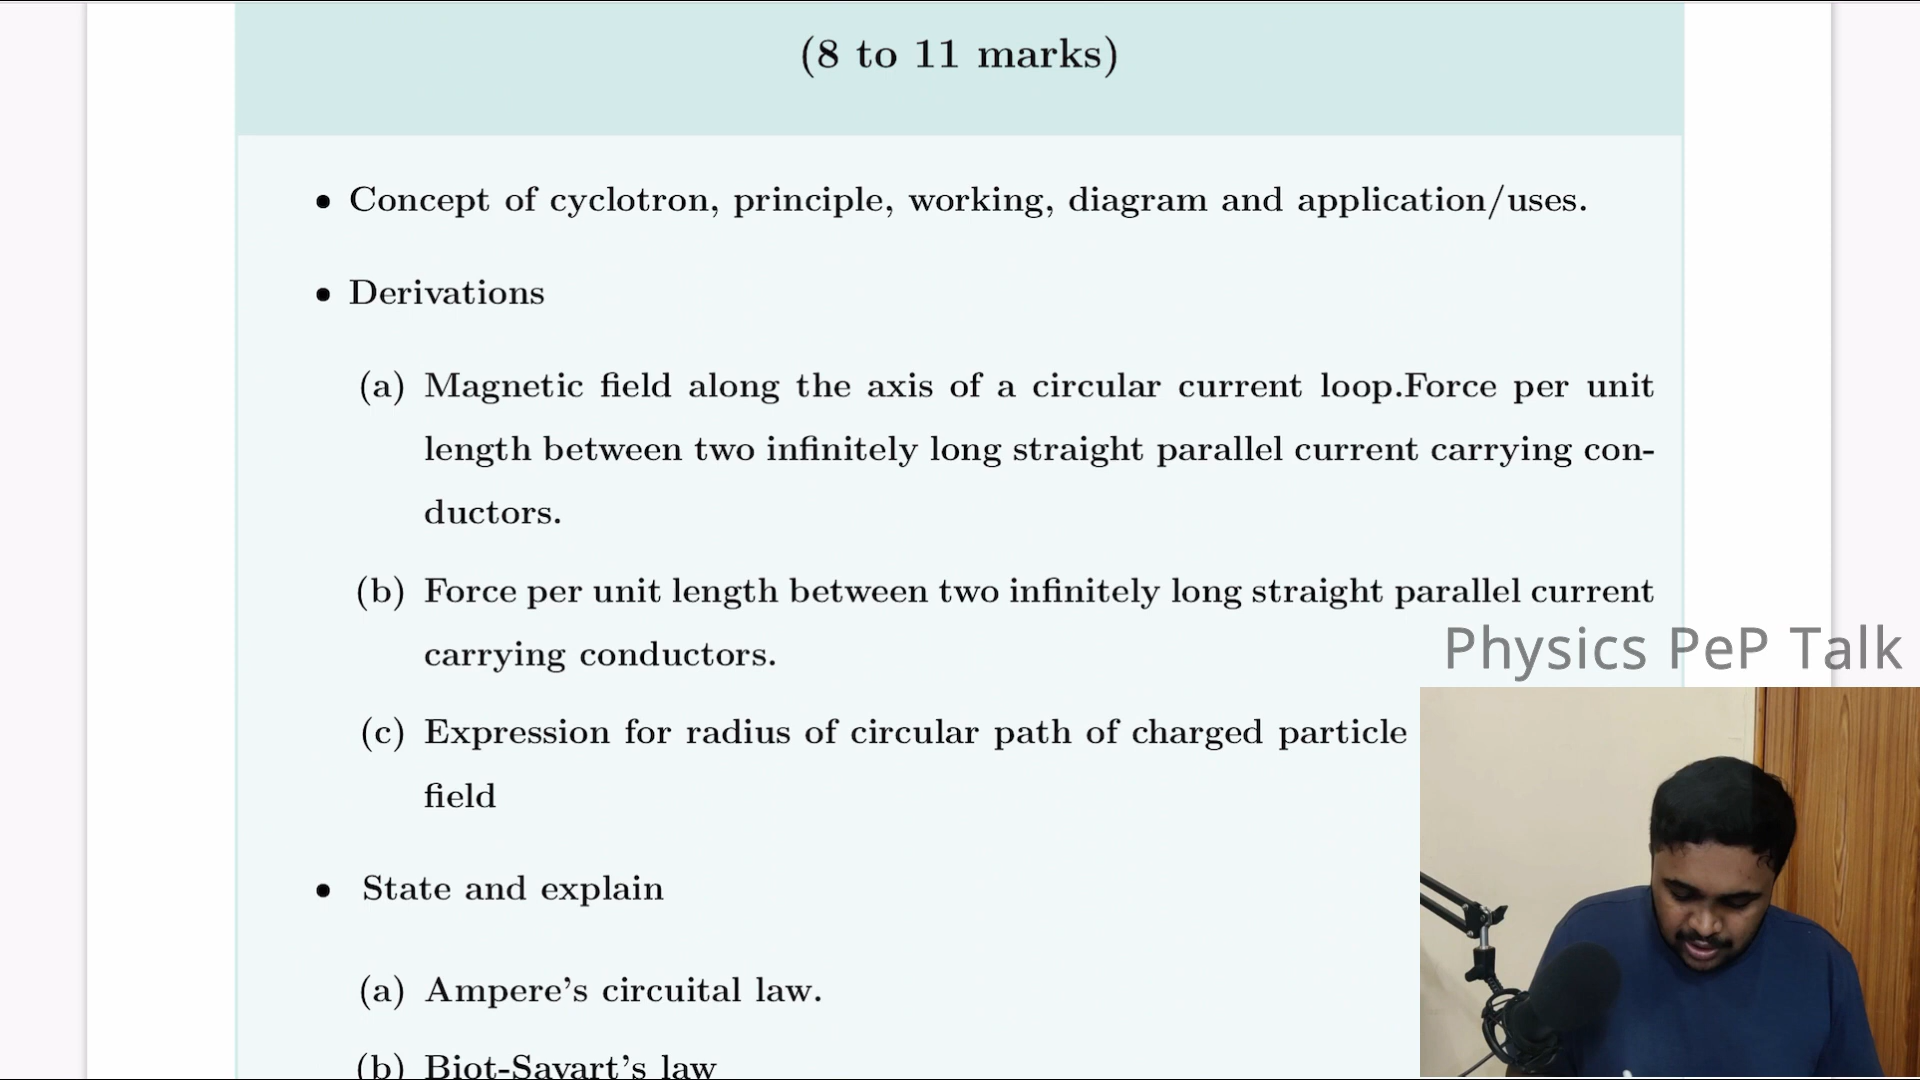 (8 to 11 marks)
• Concept of cyclotron, principle, working, diagram and application/uses.
• Derivations
(a) Magnetic field along the axis of a circular current loop.Force per unit
length between two infinitely long straight parallel current carrying con-
ductors.
(b) Force per unit length between two infinitely long straight parallel current
carrying conductors.
Physics PeP Talk
(c) Expression for radius of circular path of charged particle
field
• State and explain
(a) Ampere's circuital law.
(b) Biot-Savart's law